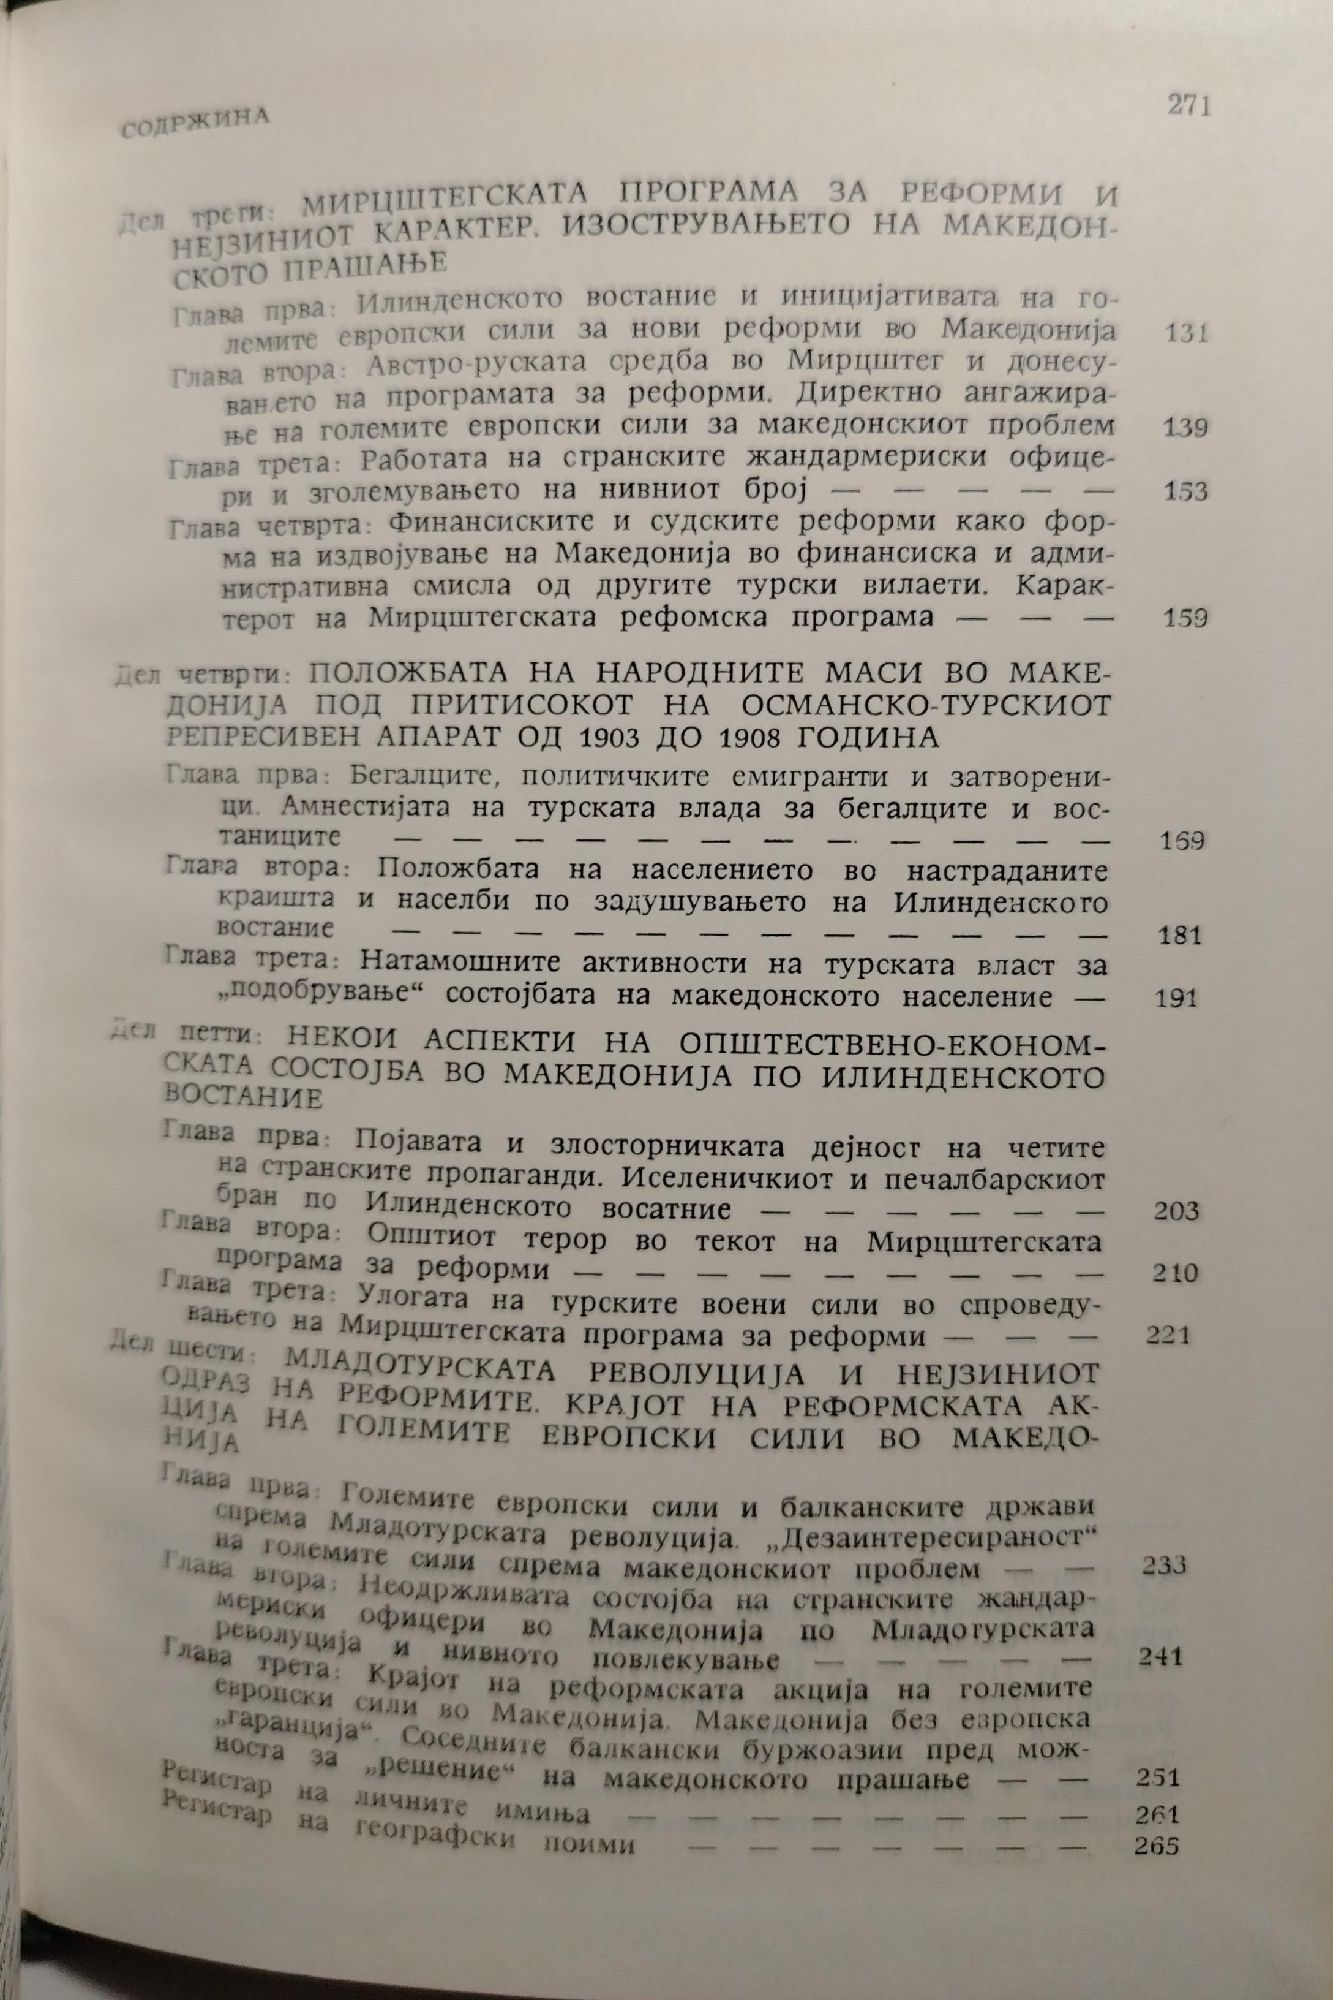 СОДРЖИНА 271
Дел трети: МИРЦШТЕГСКАТА ПРОГРАМА ЗА РЕФОРМИ И
НЕЈЗИНИОТ КАРАКТЕР. ИЗОСТРУВАЊЕТО НА МАКЕДОН-
СКОТО ПРАШАЊЕ
Глава прва: Илинденското востание и иницијативата на го-
лемите европски сили за нови реформи во Македонија 131
Глава втора: Австро-руската средба во Мирцштег и донесу-
вањето на програмата за реформи. Директно ангажира-
ње на големите европски сили за македонскиот проблем 139
Глава трета: Работата на странските жандармериски офице-
ри и зголемувањето на нивниот број — — — — — 153
Глава четврта: Финансиските и судските реформи како фор-
ма на издвојување на Македонија во финансиска и адми-
нистративна смисла од другите турски вилаети. Карак-
терот на Мирцштегската рефомска програма — — — 159
Дел четврти: ПОЛОЖБАТА НА НАРОДНИТЕ МАСИ ВО МАКЕ-
ДОНИЈА ПОД ПРИТИСОКОТ НА ОСМАНСКО-ТУРСКИОТ
РЕПРЕСИВЕН АПАРАТ ОД 1903 ДО 1908 ГОДИНА
Глава прва: Бегалците, политичките емигранти и затворени-
ци. Амнестијата на турската влада за бегалците и вос-
таниците — — — — — — — — — — — — 169
Глава втора: Положбата на населението во настраданите
краишта и населби по задушувањето на Илинденското
востание — — — — — — — — — — — — 181
Глава трета: Натамошните активности на турската власт за
„подобрување“ состојбата на македонското население — 191
Дел петти: НЕКОИ АСПЕКТИ НА ОПШТЕСТВЕНО-ЕКОНОМ-
СКАТА СОСТОЈБА ВО МАКЕДОНИЈА ПО ИЛИНДЕНСКОТО
ВОСТАНИЕ
Глава прва: Појавата и злосторничката дејност на четите
на странските пропаганди. Иселеничкиот и печалбарскиот
бран по Илинденското восатние — — — — — — 203
Глава втора: Општиот терор во текот на Мирцштегската
програма за реформи — — — — — — — — — 210
Глава трета: Улогата на турските воени сили во спроведу-
вањето на Мирцштегската програма за реформи — — — 221
Дел шести: МЛАДОТУРСКАТА РЕВОЛУЦИЈА И НЕЈЗИНИОТ
ОДРАЗ НА РЕФОРМИТЕ. КРАЈОТ НА РЕФОРМСКАТА АК-
ЦИЈА НА ГОЛЕМИТЕ ЕВРОПСКИ СИЛИ ВО МАКЕДО-
НИЈА
Глава прва: Големите европски сили и балканските држави
спрема Младотурската револуција. „Дезаинтересираност“
на големите сили спрема македонскиот проблем — — 233
Глава втора: Неодржливата состојба на странските жандар-
мериски офицери во Македонија по Младотурската
револуција и нивното повлекување — — — — — 241
Глава трета: Крајот на реформската акција на големите
европски сили во Македонија. Македонија без европска
„гаранција“. Соседните балкански буржоазии пред мож-
носта за „решение“ на македонското прашање — — 251
Регистар на личните имиња — — — — — — — — 261
Регистар на географски поими — — — — — — — 265